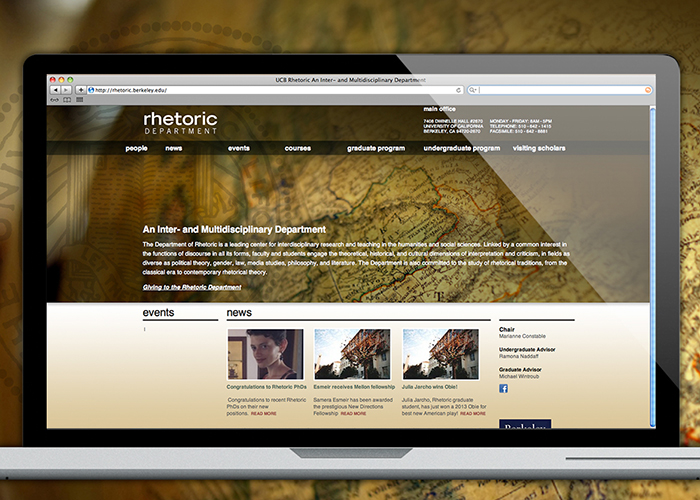 UCB Rhetoric An Inter- and Multidisciplinary Department
http://rhetoric.berkeley.edu/
rhetoric
DEPARTMENT
main office
7408 DWINELLE HALL #2670
UNIVERSITY OF CALIFORNIA
BERKELEY, CA 94720-2670
MONDAY - FRIDAY: 8AM - 5PM
TELEPHONE: 510 - 642 - 1415
FACSIMILE: 510 - 642 - 8881
people news events courses graduate program undergraduate program visiting scholars
An Inter- and Multidisciplinary Department
The Department of Rhetoric is a leading center for interdisciplinary research and teaching in the humanities and social sciences. Linked by a common interest in
the functions of discourse in all its forms, faculty and students engage the theoretical, historical, and cultural dimensions of interpretation and criticism, in fields as
diverse as political theory, gender, law, media studies, philosophy, and literature. The Department is also committed to the study of rhetorical traditions, from the
classical era to contemporary rhetorical theory.
Giving to the Rhetoric Department
events
news
Congratulations to Rhetoric PhDs
Congratulations to recent Rhetoric
PhDs on their new
positions. READ MORE
Esmeir receives Mellon fellowship
Samera Esmeir has been awarded
the prestigious New Directions
Fellowship. READ MORE
Julia Jarcho wins Obie!
Julia Jarcho, Rhetoric graduate
student, has just won a 2013 Obie for
best new American play! READ MORE
Chair
Marianne Constable
Undergraduate Advisor
Ramona Naddaff
Graduate Advisor
Michael Wintroub
f
Berkeley